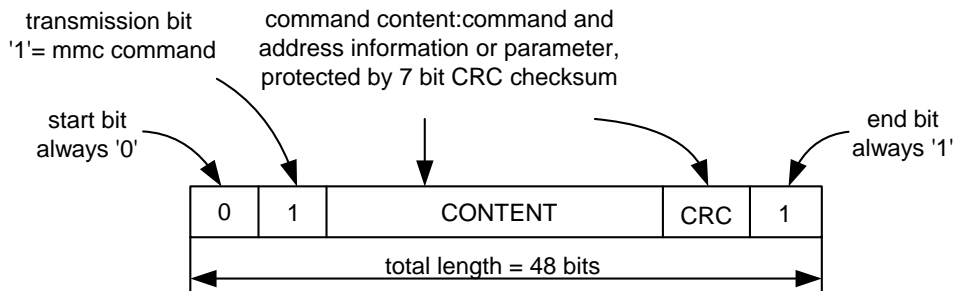 transmission bit
'1'= mmc command
command content:command and
address information or parameter,
protected by 7 bit CRC checksum
start bit
always '0'
end bit
always '1'
0 1 CONTENT CRC 1
total length = 48 bits